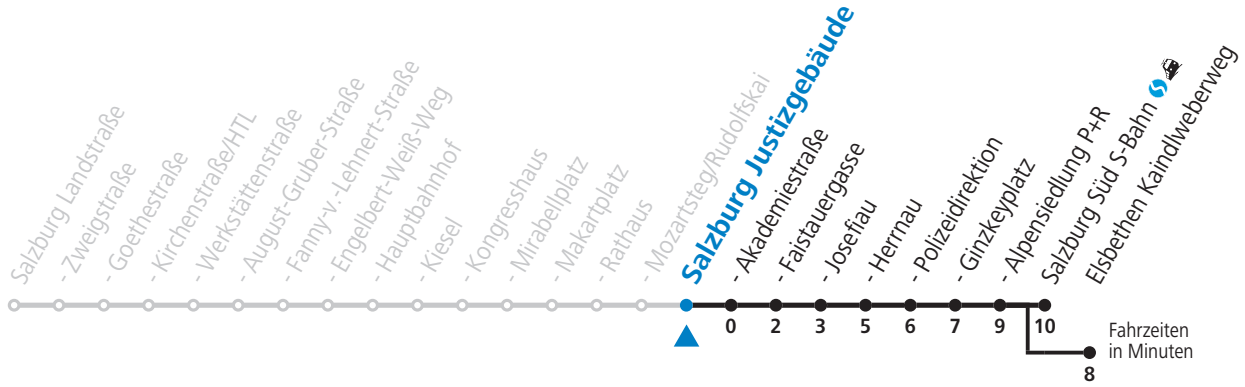 Salzburg Landstraße
- Zweigstraße
- Goethestraße
- Kirchenstraße/HTL
- Werkstättenstraße
- August-Gruber-Straße
- Fanny-v.-Lehnert-Straße
- Engelbert-Weiß-Weg
- Hauptbahnhof
- Kiesel
- Kongresshaus
- Mirabellplatz
- Makartplatz
- Rathaus
- Mozartsteg/Rudolfskai
Salzburg Justizgebäude
- Akademiestraße
- Faistauergasse
- Josefiau
- Herrnau
- Polizeidirektion
- Ginzkeyplatz
- Alpensiedlung P+R
Salzburg Süd S-Bahn
Elsbethen Kaindlweberweg
0 2 3 5 6 7 9 10
Fahrzeiten
in Minuten
8